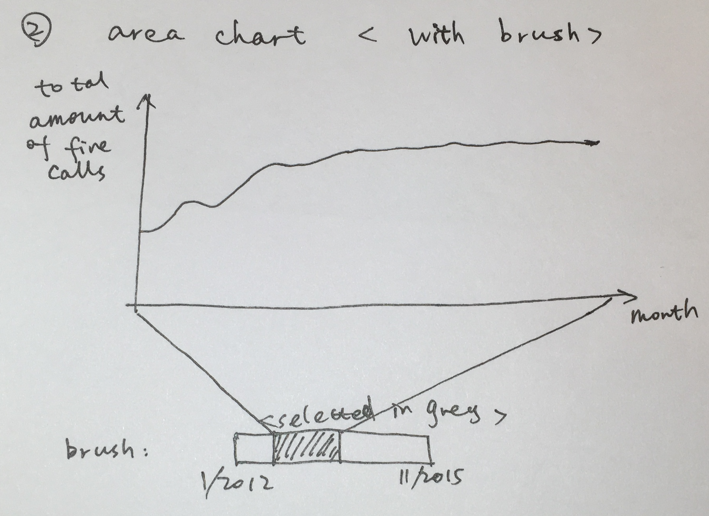 ② area chart < with brush >
total
amount
of fire
calls
month
< selected in grey >
brush:
1/2012 11/2015